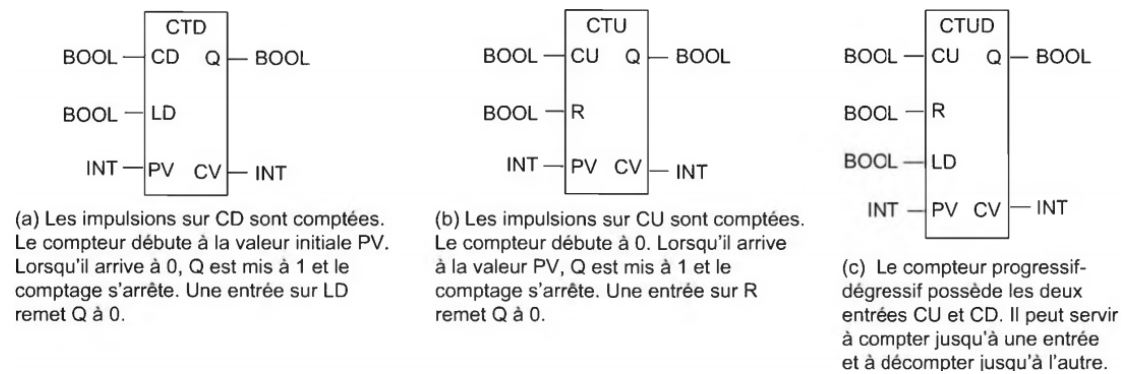 CTD
BOOL CD Q BOOL
BOOL LD
INT PV CV INT
(a) Les impulsions sur CD sont comptées.
Le compteur débute à la valeur initiale PV.
Lorsqu'il arrive à 0, Q est mis à 1 et le
comptage s'arrête. Une entrée sur LD
remet Q à 0.
CTU
BOOL CU Q BOOL
BOOL R
INT PV CV INT
(b) Les impulsions sur CU sont comptées.
Le compteur débute à 0. Lorsqu'il arrive
à la valeur PV, Q est mis à 1 et le
comptage s'arrête. Une entrée sur R
remet Q à 0.
CTUD
BOOL CU Q BOOL
BOOL R
BOOL LD
INT PV CV INT
(c) Le compteur progressif-
dégressif possède les deux
entrées CU et CD. Il peut servir
à compter jusqu'à une entrée
et à décompter jusqu'à l'autre.